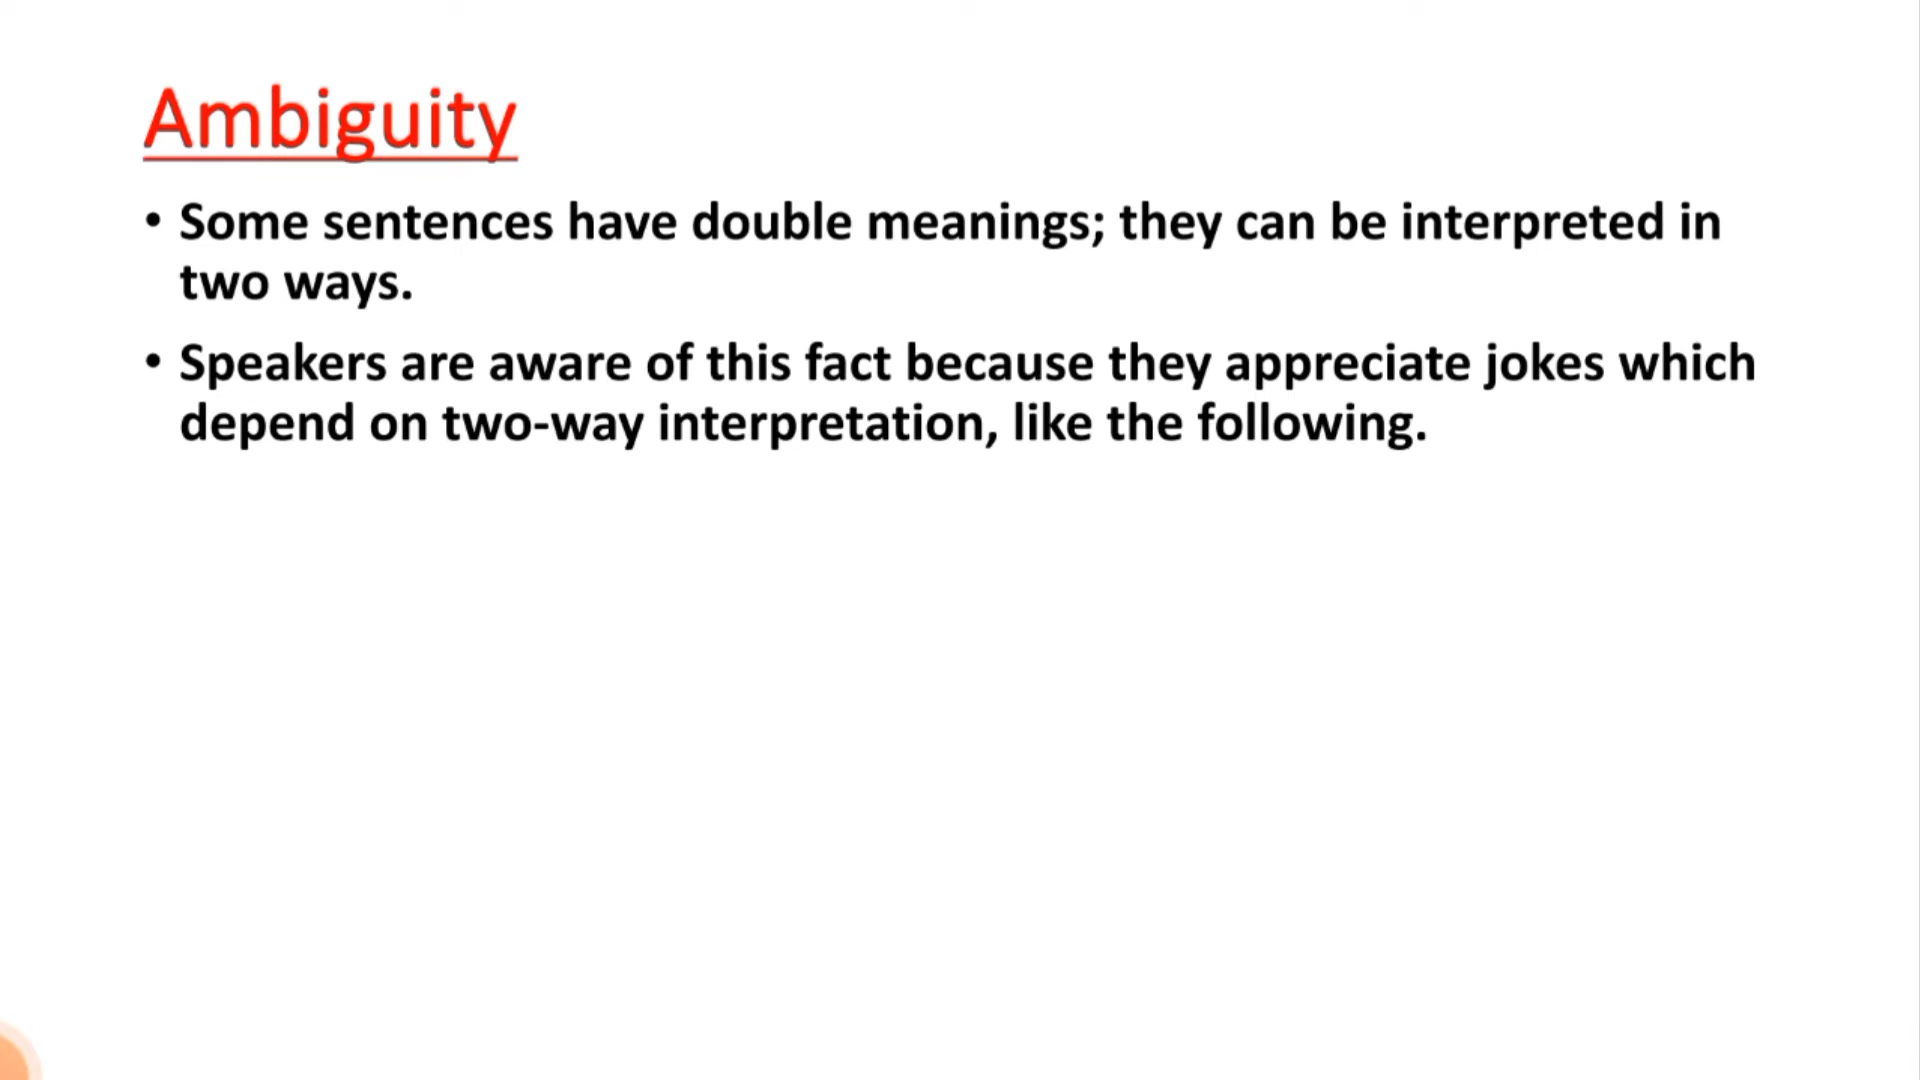 Ambiguity
• Some sentences have double meanings; they can be interpreted in
two ways.
• Speakers are aware of this fact because they appreciate jokes which
depend on two-way interpretation, like the following.